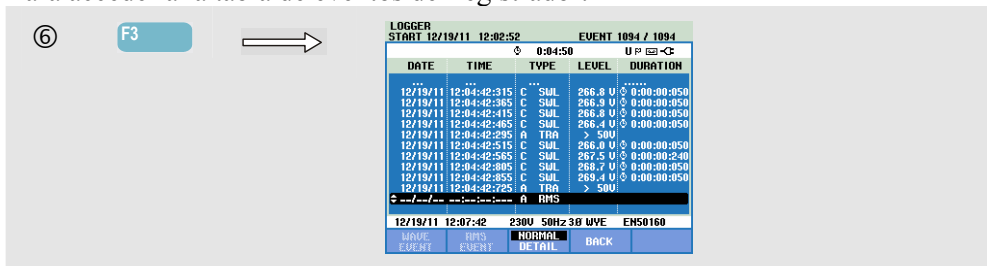 ⑥ F3
LOGGER
START 12/19/11 12:02:52 EVENT 1094 / 1094
0:04:50 U
DATE TIME TYPE LEVEL DURATION
... ... ... ......
12/19/11 12:04:42:315 C SWL 266.8 V 0:00:00:050
12/19/11 12:04:42:365 C SWL 266.9 V 0:00:00:050
12/19/11 12:04:42:415 C SWL 266.8 V 0:00:00:050
12/19/11 12:04:42:465 C SWL 266.4 V 0:00:00:050
12/19/11 12:04:42:295 A TRA > 50V
12/19/11 12:04:42:515 C SWL 266.0 V 0:00:00:050
12/19/11 12:04:42:565 C SWL 267.5 V 0:00:00:240
12/19/11 12:04:42:805 C SWL 268.7 V 0:00:00:050
12/19/11 12:04:42:855 C SWL 269.4 V 0:00:00:050
12/19/11 12:04:42:725 A TRA > 50V
--/--/-- --:--:--:--- A RMS
12/19/11 12:07:42 230V 50Hz 3Ø WYE EN50160
WAVE EVENT RMS EVENT NORMAL DETAIL BACK